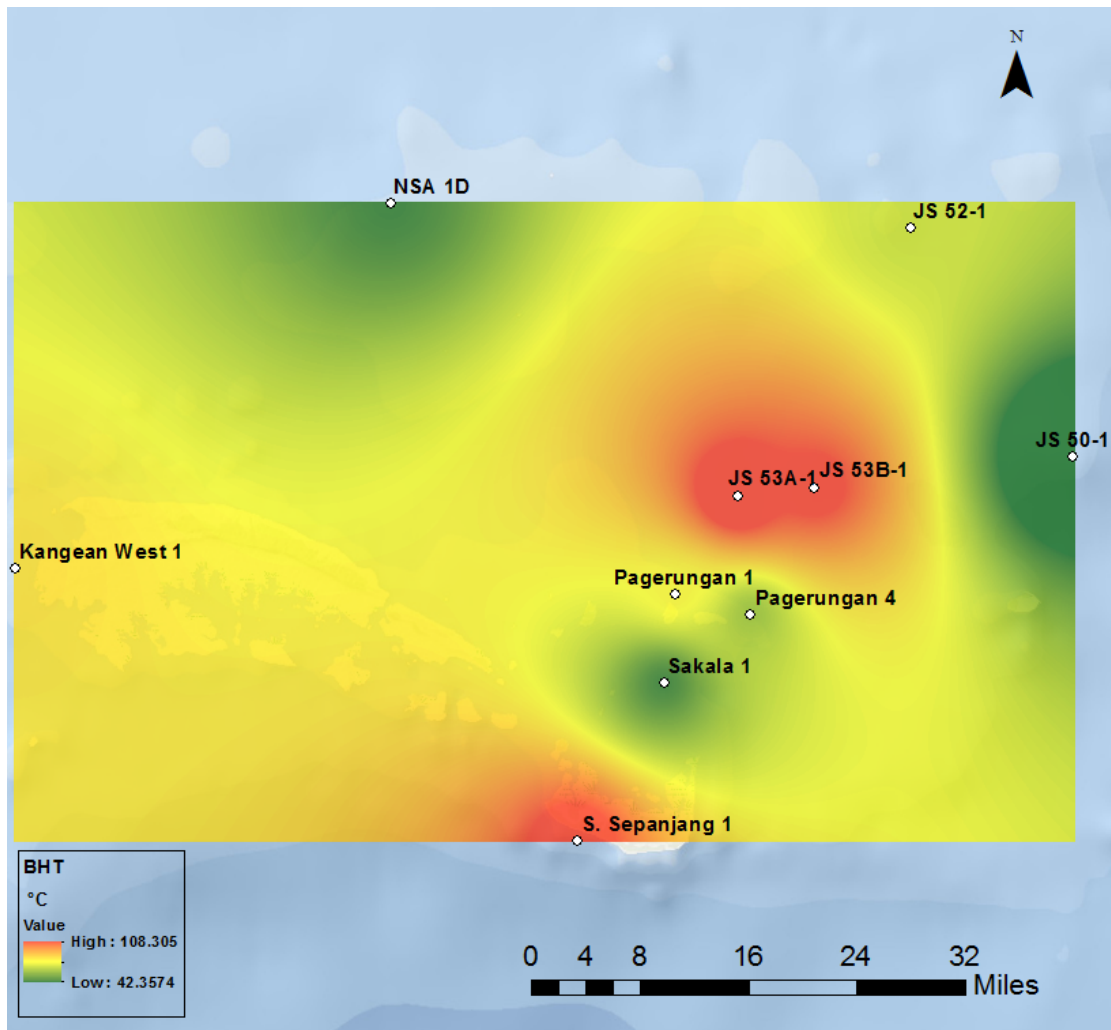 N
NSA 1D
JS 52-1
JS 50-1
JS 53A-1
JS 53B-1
Kangean West 1
Pagerungan 1
Pagerungan 4
Sakala 1
S. Sepanjang 1
BHT
°C
Value
High : 108.305
Low : 42.3574
0 4 8 16 24 32
Miles